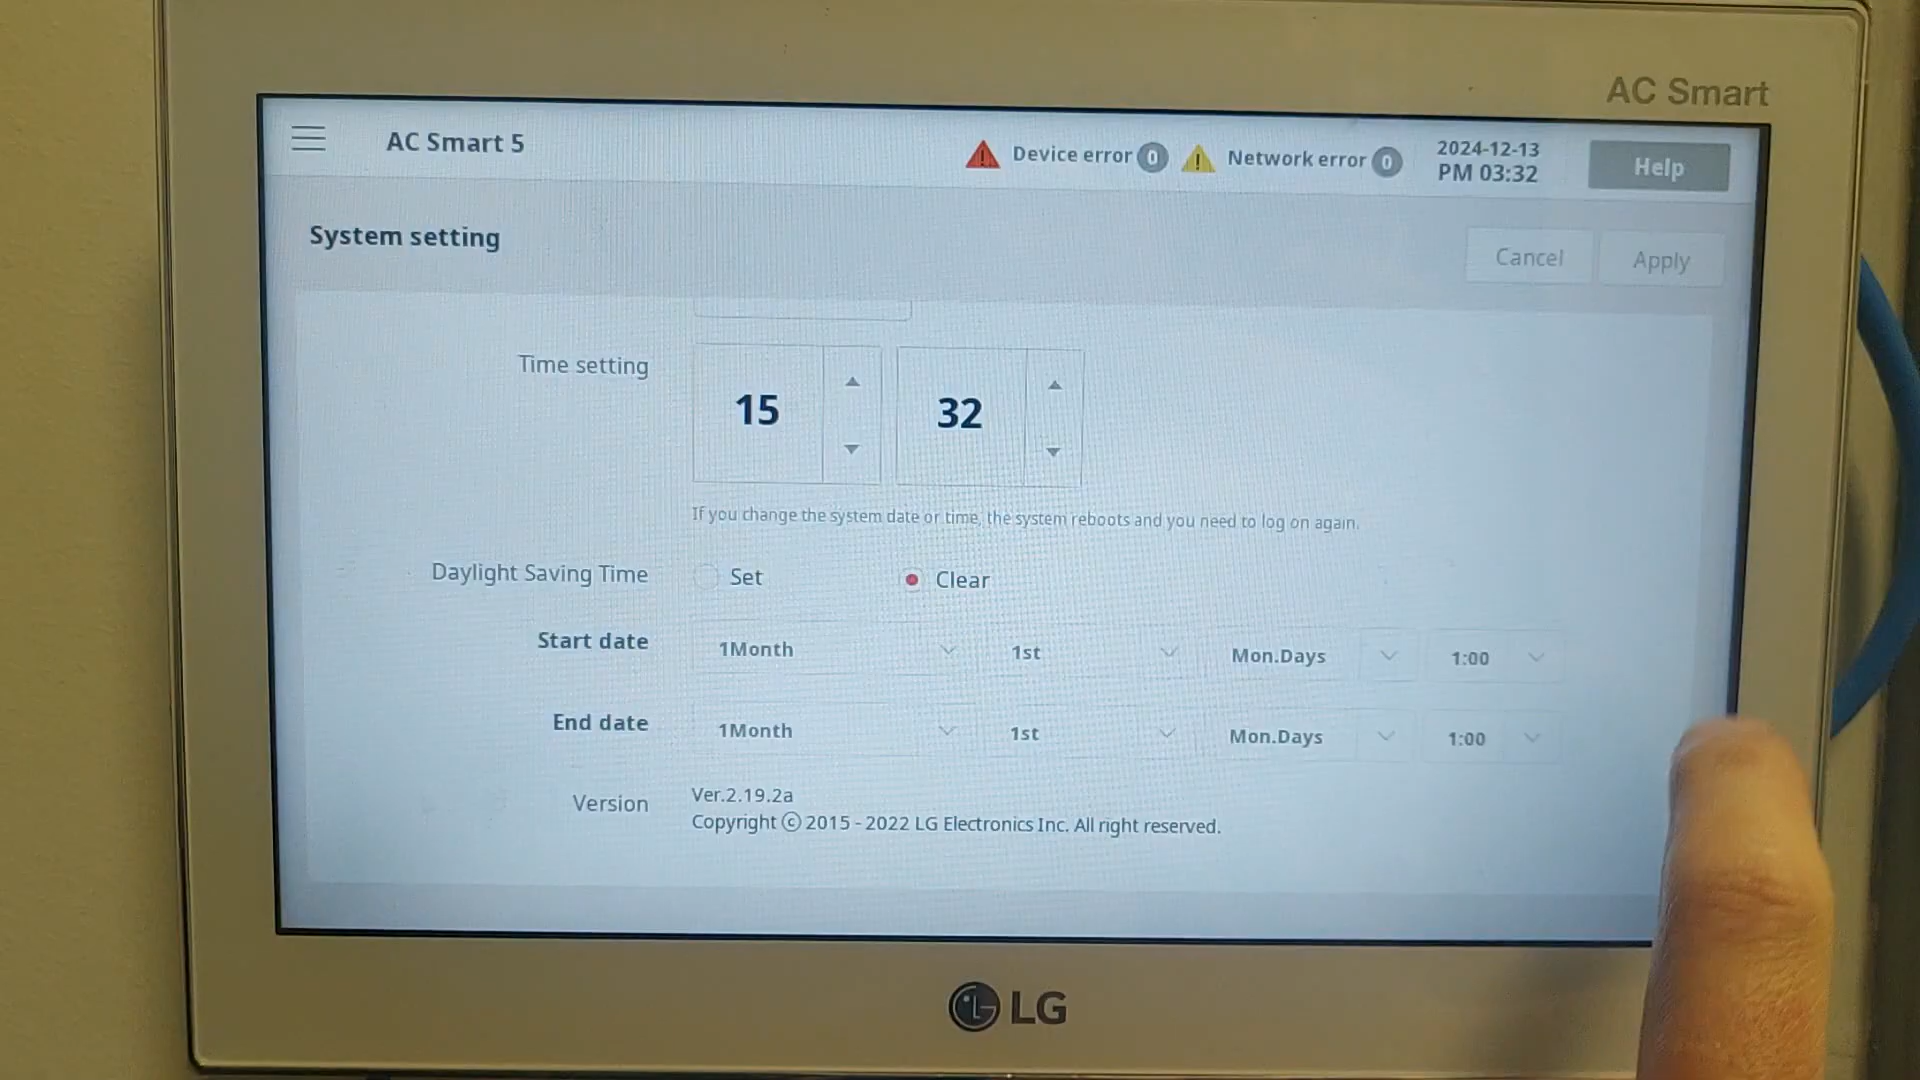 AC Smart
AC Smart 5
Device error 0
Network error 0
2024-12-13
PM 03:32
Help
System setting
Cancel
Apply
Time setting
15
32
If you change the system date or time, the system reboots and you need to log on again.
Daylight Saving Time
Set
Clear
Start date
1Month
1st
Mon.Days
1:00
End date
1Month
1st
Mon.Days
1:00
Version
Ver.2.19.2a
Copyright ⓒ 2015 - 2022 LG Electronics Inc. All right reserved.
LG